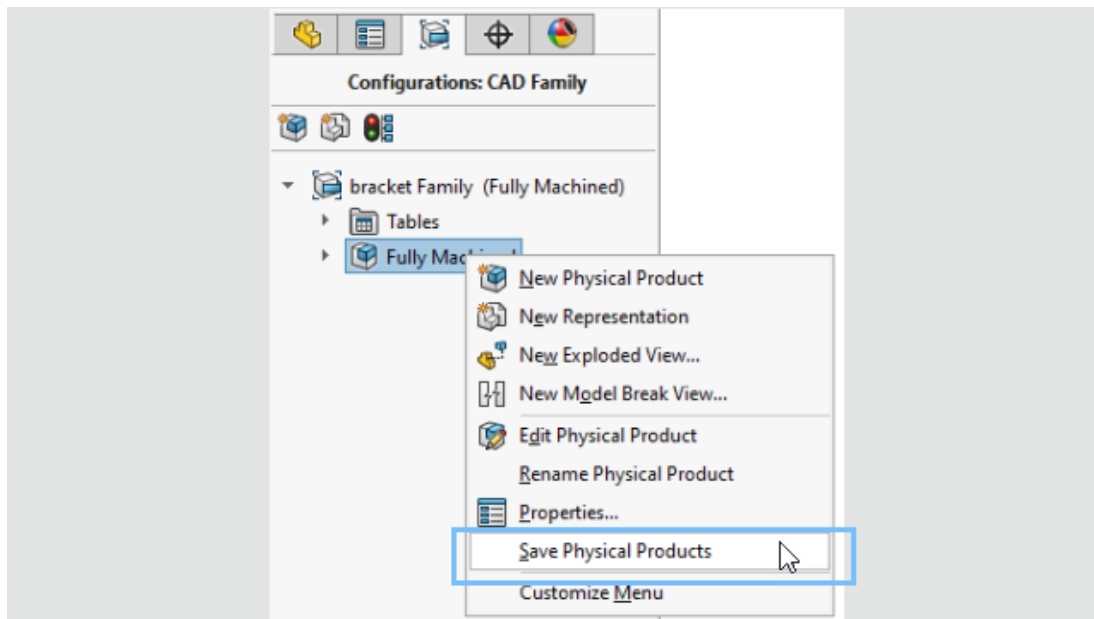 Configurations: CAD Family
bracket Family (Fully Machined)
Tables
Fully
New Physical Product
New Representation
New Exploded View...
New Model Break View...
Edit Physical Product
Rename Physical Product
Properties...
Save Physical Products
Customize Menu